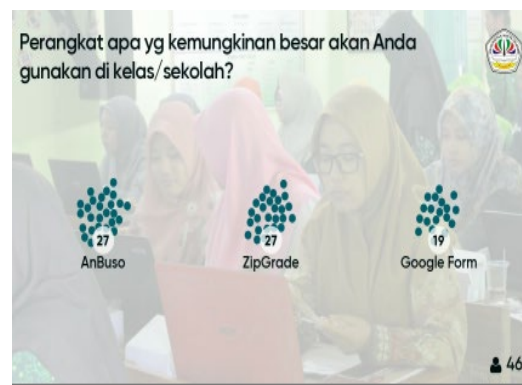 Perangkat apa yg kemungkinan besar akan Anda
gunakan di kelas/sekolah?
27
27
19
AnBuso
ZipGrade
Google Form
46